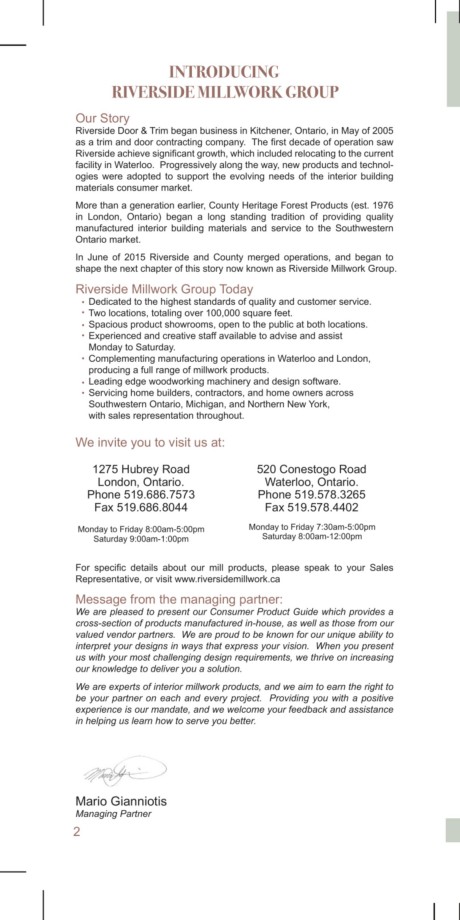 INTRODUCING
RIVERSIDE MILLWORK GROUP
Our Story
Riverside Door & Trim began business in Kitchener, Ontario, in May of 2005
as a trim and door contracting company. The first decade of operation saw
Riverside achieve significant growth, which included relocating to the current
facility in Waterloo. Progressively along the way, new products and technol-
ogies were adopted to support the evolving needs of the interior building
materials consumer market.
More than a generation earlier, County Heritage Forest Products (est. 1976
in London, Ontario) began a long standing tradition of providing quality
manufactured interior building materials and service to the Southwestern
Ontario market.
In June of 2015 Riverside and County merged operations, and began to
shape the next chapter of this story now known as Riverside Millwork Group.
Riverside Millwork Group Today
• Dedicated to the highest standards of quality and customer service.
• Two locations, totaling over 100,000 square feet.
• Spacious product showrooms, open to the public at both locations.
• Experienced and creative staff available to advise and assist
Monday to Saturday.
• Complementing manufacturing operations in Waterloo and London,
producing a full range of millwork products.
• Leading edge woodworking machinery and design software.
• Servicing home builders, contractors, and home owners across
Southwestern Ontario, Michigan, and Northern New York,
with sales representation throughout.
We invite you to visit us at:
1275 Hubrey Road
London, Ontario.
Phone 519.686.7573
Fax 519.686.8044
Monday to Friday 8:00am-5:00pm
Saturday 9:00am-1:00pm
520 Conestogo Road
Waterloo, Ontario.
Phone 519.578.3265
Fax 519.578.4402
Monday to Friday 7:30am-5:00pm
Saturday 8:00am-12:00pm
For specific details about our mill products, please speak to your Sales
Representative, or visit www.riversidemillwork.ca
Message from the managing partner:
We are pleased to present our Consumer Product Guide which provides a
cross-section of products manufactured in-house, as well as those from our
valued vendor partners. We are proud to be known for our unique ability to
interpret your designs in ways that express your vision. When you present
us with your most challenging design requirements, we thrive on increasing
our knowledge to deliver you a solution.
We are experts of interior millwork products, and we aim to earn the right to
be your partner on each and every project. Providing you with a positive
experience is our mandate, and we welcome your feedback and assistance
in helping us learn how to serve you better.
Mario Gianniotis
Managing Partner
2